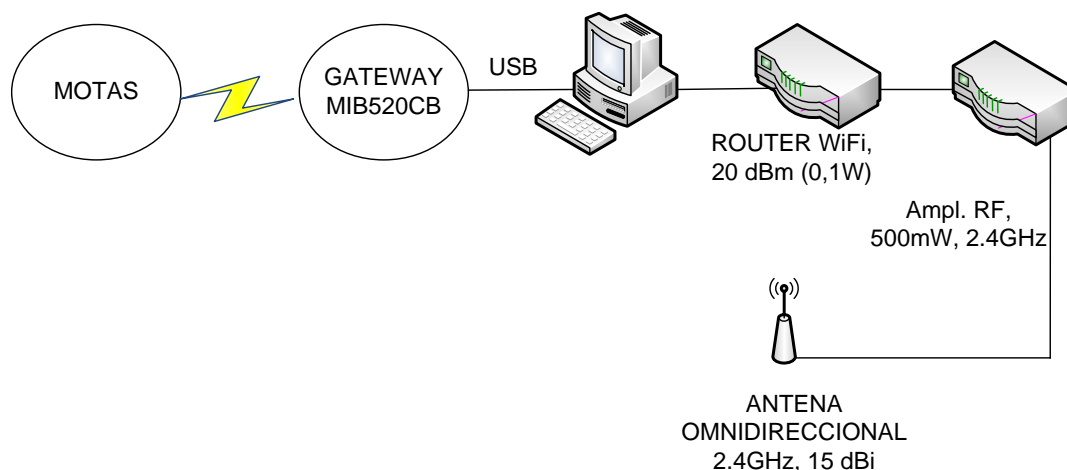 MOTAS
GATEWAY
MIB520CB
USB
ROUTER WiFi,
20 dBm (0,1W)
Ampl. RF,
500mW, 2.4GHz
ANTENA
OMNIDIRECCIONAL
2.4GHz, 15 dBi